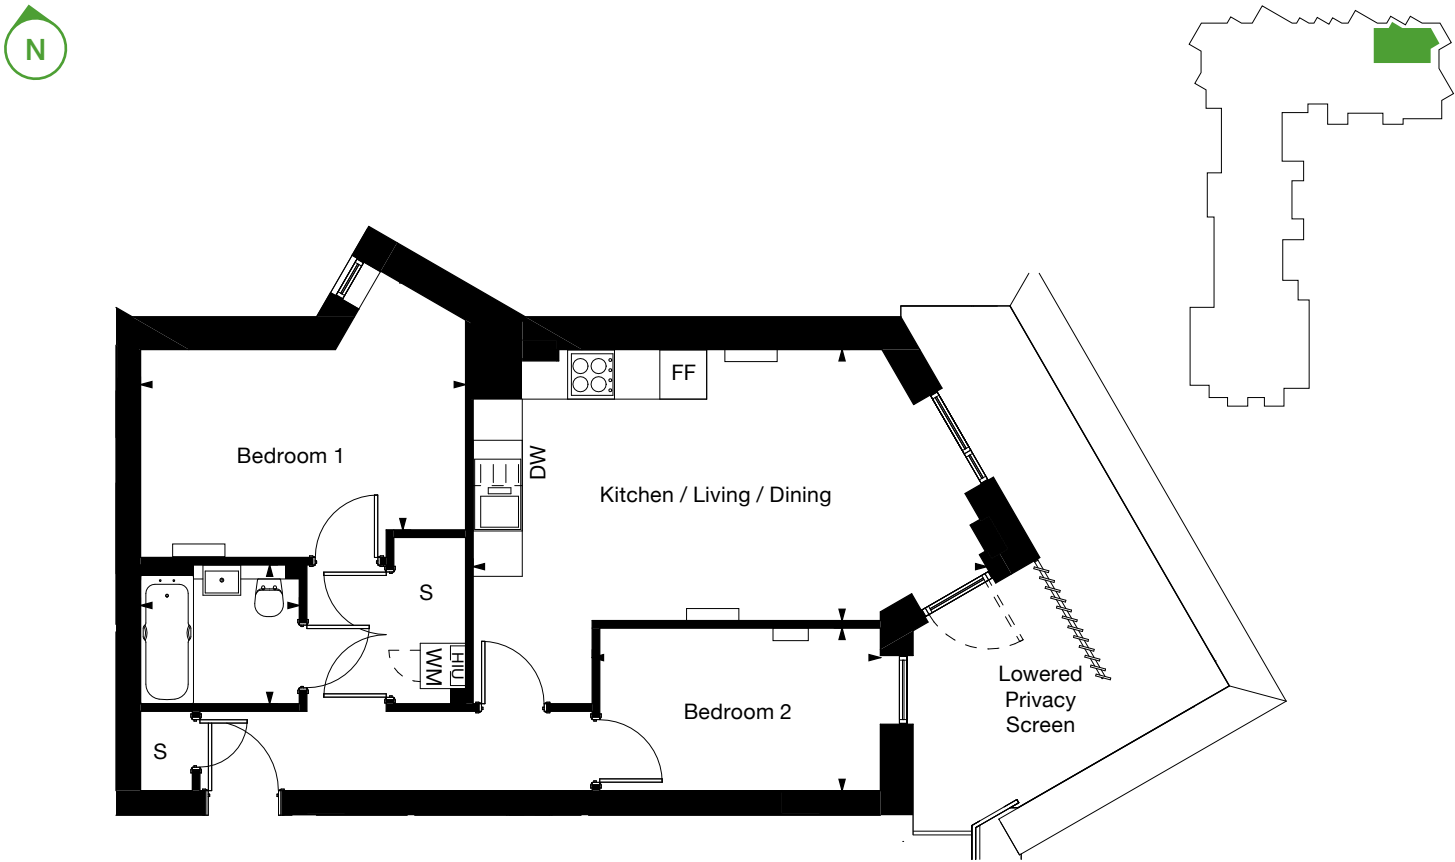 N
FF
Bedroom 1
DW
Kitchen / Living / Dining
S
WM
HIU
Lowered
Privacy
Screen
Bedroom 2
S